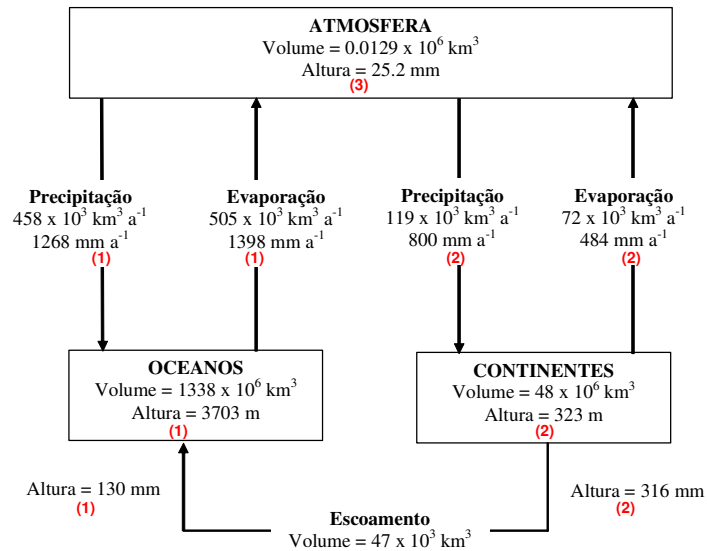 ATMOSFERA
Volume = 0.0129 x 10⁶ km³
Altura = 25.2 mm
(3)
Precipitação
458 x 10³ km³ a⁻¹
1268 mm a⁻¹
(1)
Evaporação
505 x 10³ km³ a⁻¹
1398 mm a⁻¹
(1)
Precipitação
119 x 10³ km³ a⁻¹
800 mm a⁻¹
(2)
Evaporação
72 x 10³ km³ a⁻¹
484 mm a⁻¹
(2)
OCEANOS
Volume = 1338 x 10⁶ km³
Altura = 3703 m
(1)
CONTINENTES
Volume = 48 x 10⁶ km³
Altura = 323 m
(2)
Altura = 130 mm
(1)
Escoamento
Volume = 47 x 10³ km³
Altura = 316 mm
(2)